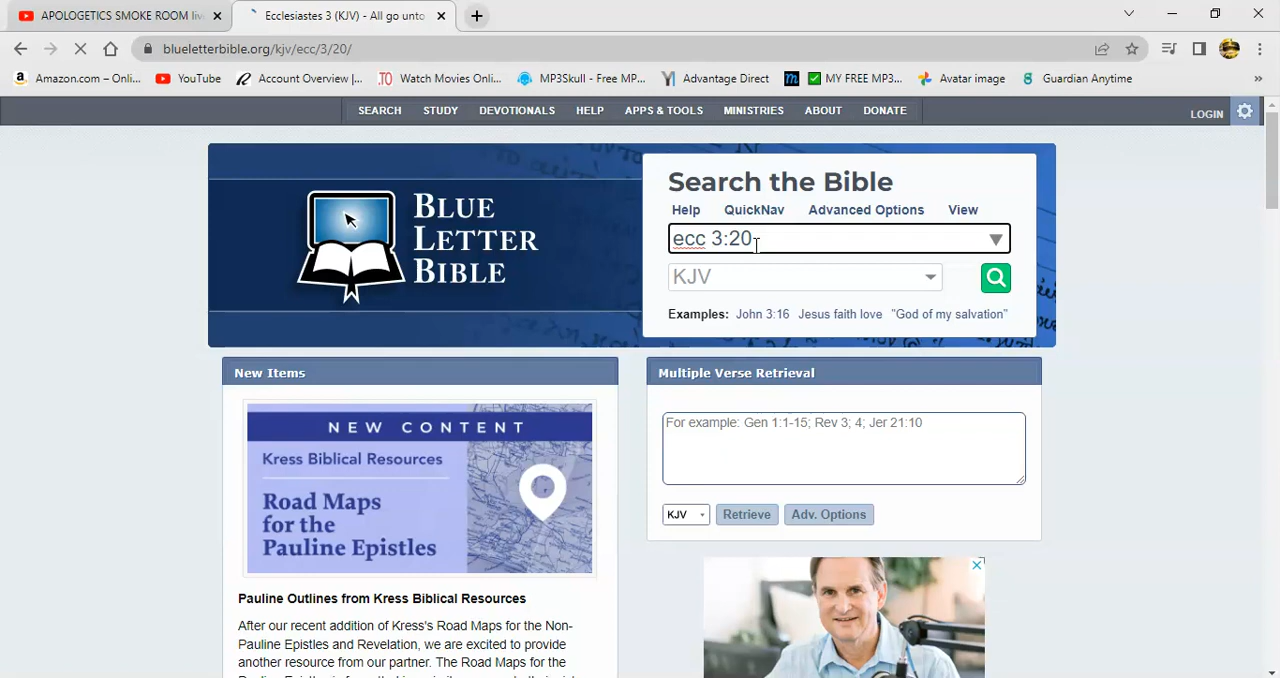 APOLOGETICS SMOKE ROOM liv
Ecclesiastes 3 (KJV) - All go unto
blueletterbible.org/kjv/ecc/3/20/
Amazon.com – Onli... YouTube Account Overview |... Watch Movies Onlin... MP3Skull - Free MP... Advantage Direct MY FREE MP3... Avatar image Guardian Anytime »
SEARCH STUDY DEVOTIONALS HELP APPS & TOOLS MINISTRIES ABOUT DONATE LOGIN
BLUE
LETTER
BIBLE
Search the Bible
Help QuickNav Advanced Options View
ecc 3:20
KJV
Examples: John 3:16 Jesus faith love "God of my salvation"
New Items
NEW CONTENT
Kress Biblical Resources
Road Maps
for the
Pauline Epistles
Pauline Outlines from Kress Biblical Resources
After our recent addition of Kress's Road Maps for the Non-
Pauline Epistles and Revelation, we are excited to provide
another resource from our partner. The Road Maps for the
Multiple Verse Retrieval
For example: Gen 1:1-15; Rev 3; 4; Jer 21:10
KJV Retrieve Adv. Options